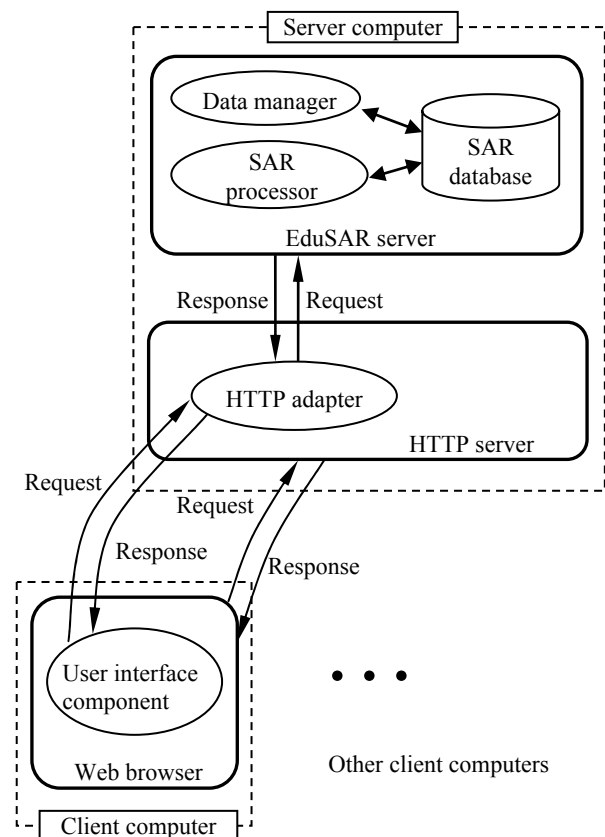 Server computer
Data manager
SAR
processor
SAR
database
EduSAR server
Response
Request
HTTP adapter
HTTP server
Request
Request
Response
Response
User interface
component
Web browser
Other client computers
Client computer